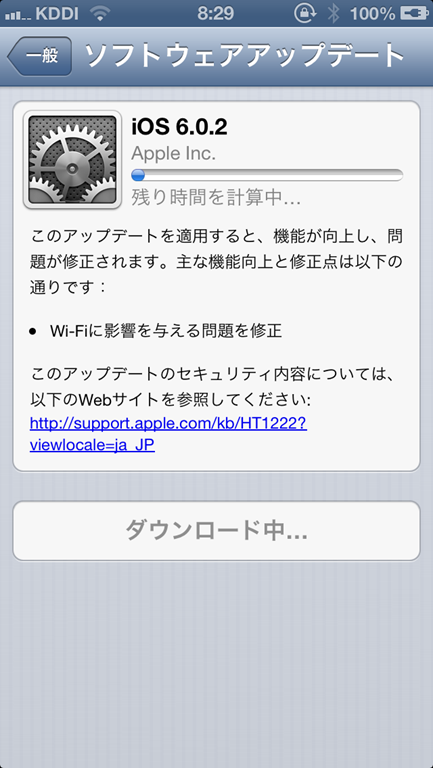 KDDI 8:29 100%
一般 ソフトウェアアップデート
iOS 6.0.2
Apple Inc.
残り時間を計算中...
このアップデートを適用すると、機能が向上し、問
題が修正されます。主な機能向上と修正点は以下の
通りです：
• Wi-Fiに影響を与える問題を修正
このアップデートのセキュリティ内容については、
以下のWebサイトを参照してください:
http://support.apple.com/kb/HT1222?
viewlocale=ja_JP
ダウンロード中...